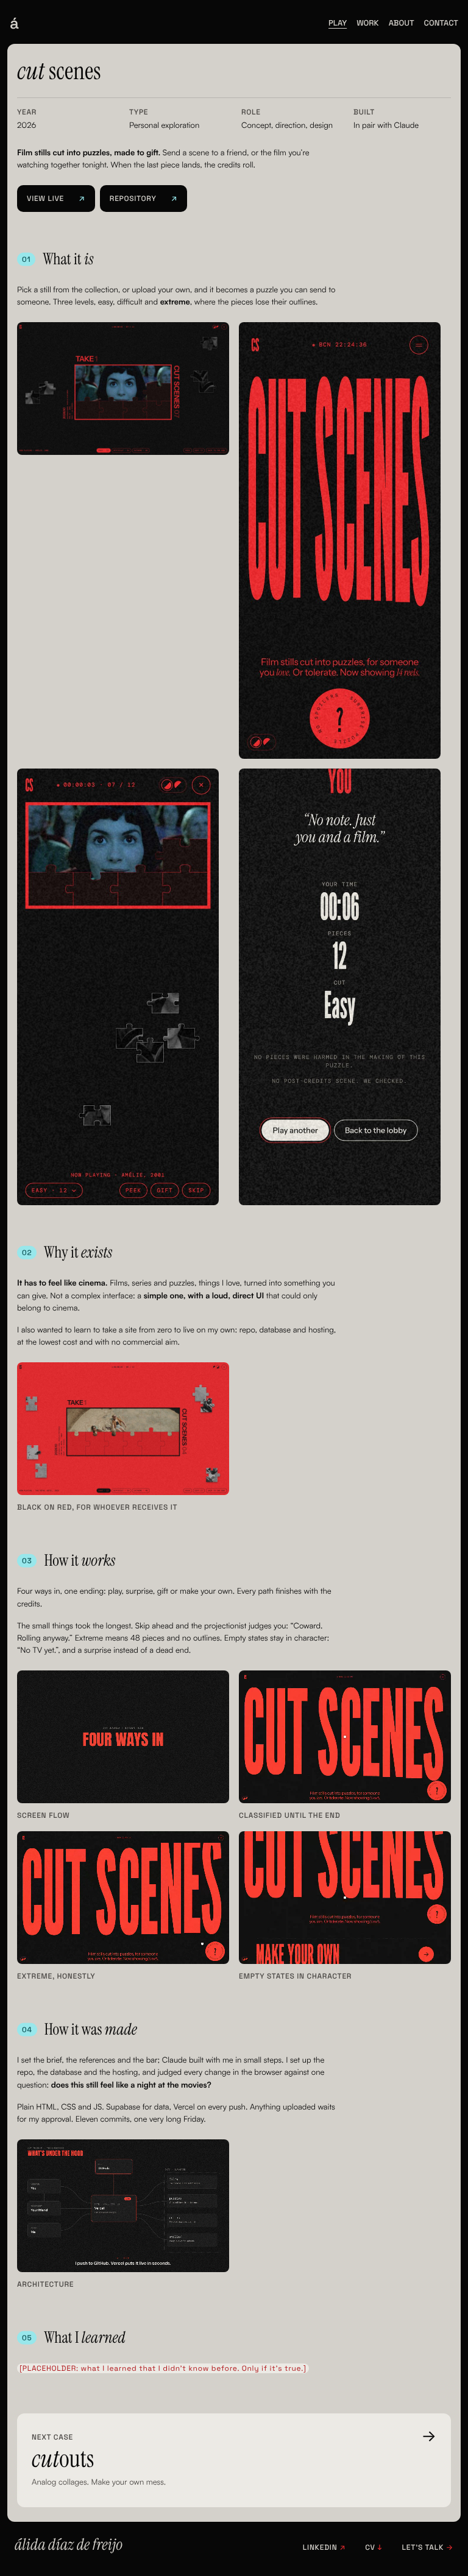 á
PLAY WORK ABOUT CONTACT
cut scenes
YEAR TYPE ROLE BUILT
2026 Personal exploration Concept, direction, design In pair with Claude
Film stills cut into puzzles, made to gift. Send a scene to a friend, or the film you're
watching together tonight. When the last piece lands, the credits roll.
VIEW LIVE ↗ REPOSITORY ↗
01 What it is
Pick a still from the collection, or upload your own, and it becomes a puzzle you can send to
someone. Three levels, easy, difficult and extreme, where the pieces lose their outlines.
TAKE 1
CUT SCENES
CS BCN 22:24:36
CUT SCENES
Film stills cut into puzzles, for someone
you love. Or tolerate. Now showing
?
CS 00:00:03 · 07 / 12 ×
NOW PLAYING · AMÉLIE, 2001
EASY · 12 PEEK GIFT SKIP
YOU
“No note. Just
you and a film.”
YOUR TIME
00:06
PIECES
12
CUT
Easy
NO PIECES WERE HARMED IN THE MAKING OF THIS
PUZZLE.
NO POST-CREDITS SCENE. WE CHECKED.
Play another Back to the lobby
02 Why it exists
It has to feel like cinema. Films, series and puzzles, things I love, turned into something you
can give. Not a complex interface: a simple one, with a loud, direct UI that could only
belong to cinema.
I also wanted to learn to take a site from zero to live on my own: repo, database and hosting,
at the lowest cost and with no commercial aim.
TAKE 1
CUT SCENES
BLACK ON RED, FOR WHOEVER RECEIVES IT
03 How it works
Four ways in, one ending: play, surprise, gift or make your own. Every path finishes with the
credits.
The small things took the longest. Skip ahead and the projectionist judges you: “Coward.
Rolling anyway.” Extreme means 48 pieces and no outlines. Empty states stay in character:
“No TV yet.”, and a surprise instead of a dead end.
FOUR WAYS IN
SCREEN FLOW
CUT SCENES
?
CLASSIFIED UNTIL THE END
CUT SCENES
EXTREME, HONESTLY
CUT SCENES
?
MAKE YOUR OWN →
EMPTY STATES IN CHARACTER
04 How it was made
I set the brief, the references and the bar; Claude built with me in small steps. I set up the
repo, the database and the hosting, and judged every change in the browser against one
question: does this still feel like a night at the movies?
Plain HTML, CSS and JS. Supabase for data, Vercel on every push. Anything uploaded waits
for my approval. Eleven commits, one very long Friday.
WHAT'S UNDER THE HOOD
I push to GitHub. Vercel puts it live in seconds.
ARCHITECTURE
05 What I learned
[PLACEHOLDER: what I learned that I didn't know before. Only if it's true.]
NEXT CASE →
cutouts
Analog collages. Make your own mess.
álida díaz de freijo
LINKEDIN ↗ CV ↓ LET'S TALK →